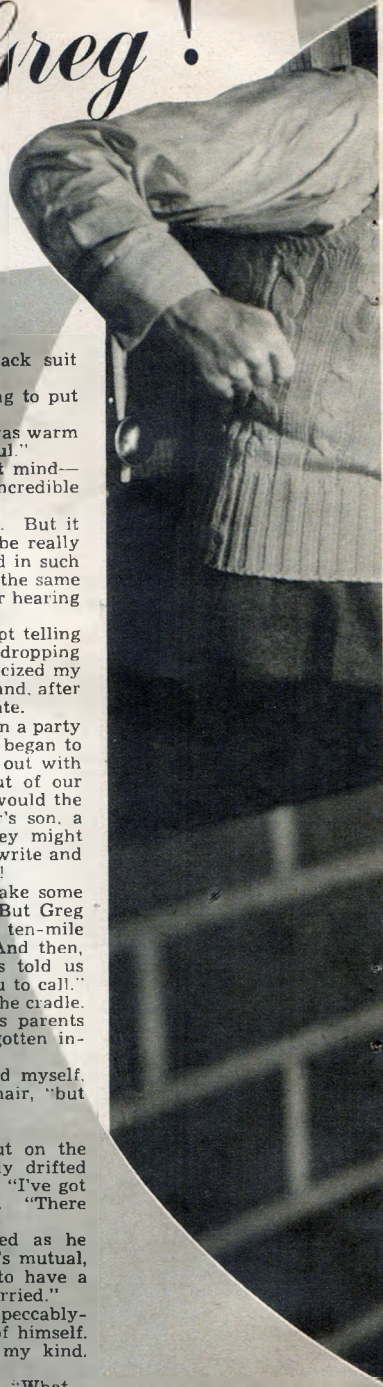 Greg!
ack suit
g to put
as warm
ul."
t mind—
ncredible
. But it
be really
d in such
the same
r hearing
pt telling
dropping
cized my
and, after
ate.
n a party
began to
out with
ut of our
would the
r's son, a
ey might
write and
!
ake some
But Greg
ten-mile
And then,
s told us
u to call."
he cradle.
s parents
gotten in-
d myself,
hair, "but
ut on the
ly drifted
"I've got
. "There
ed as he
's mutual,
to have a
rried."
peccably-
of himself.
my kind.
"What